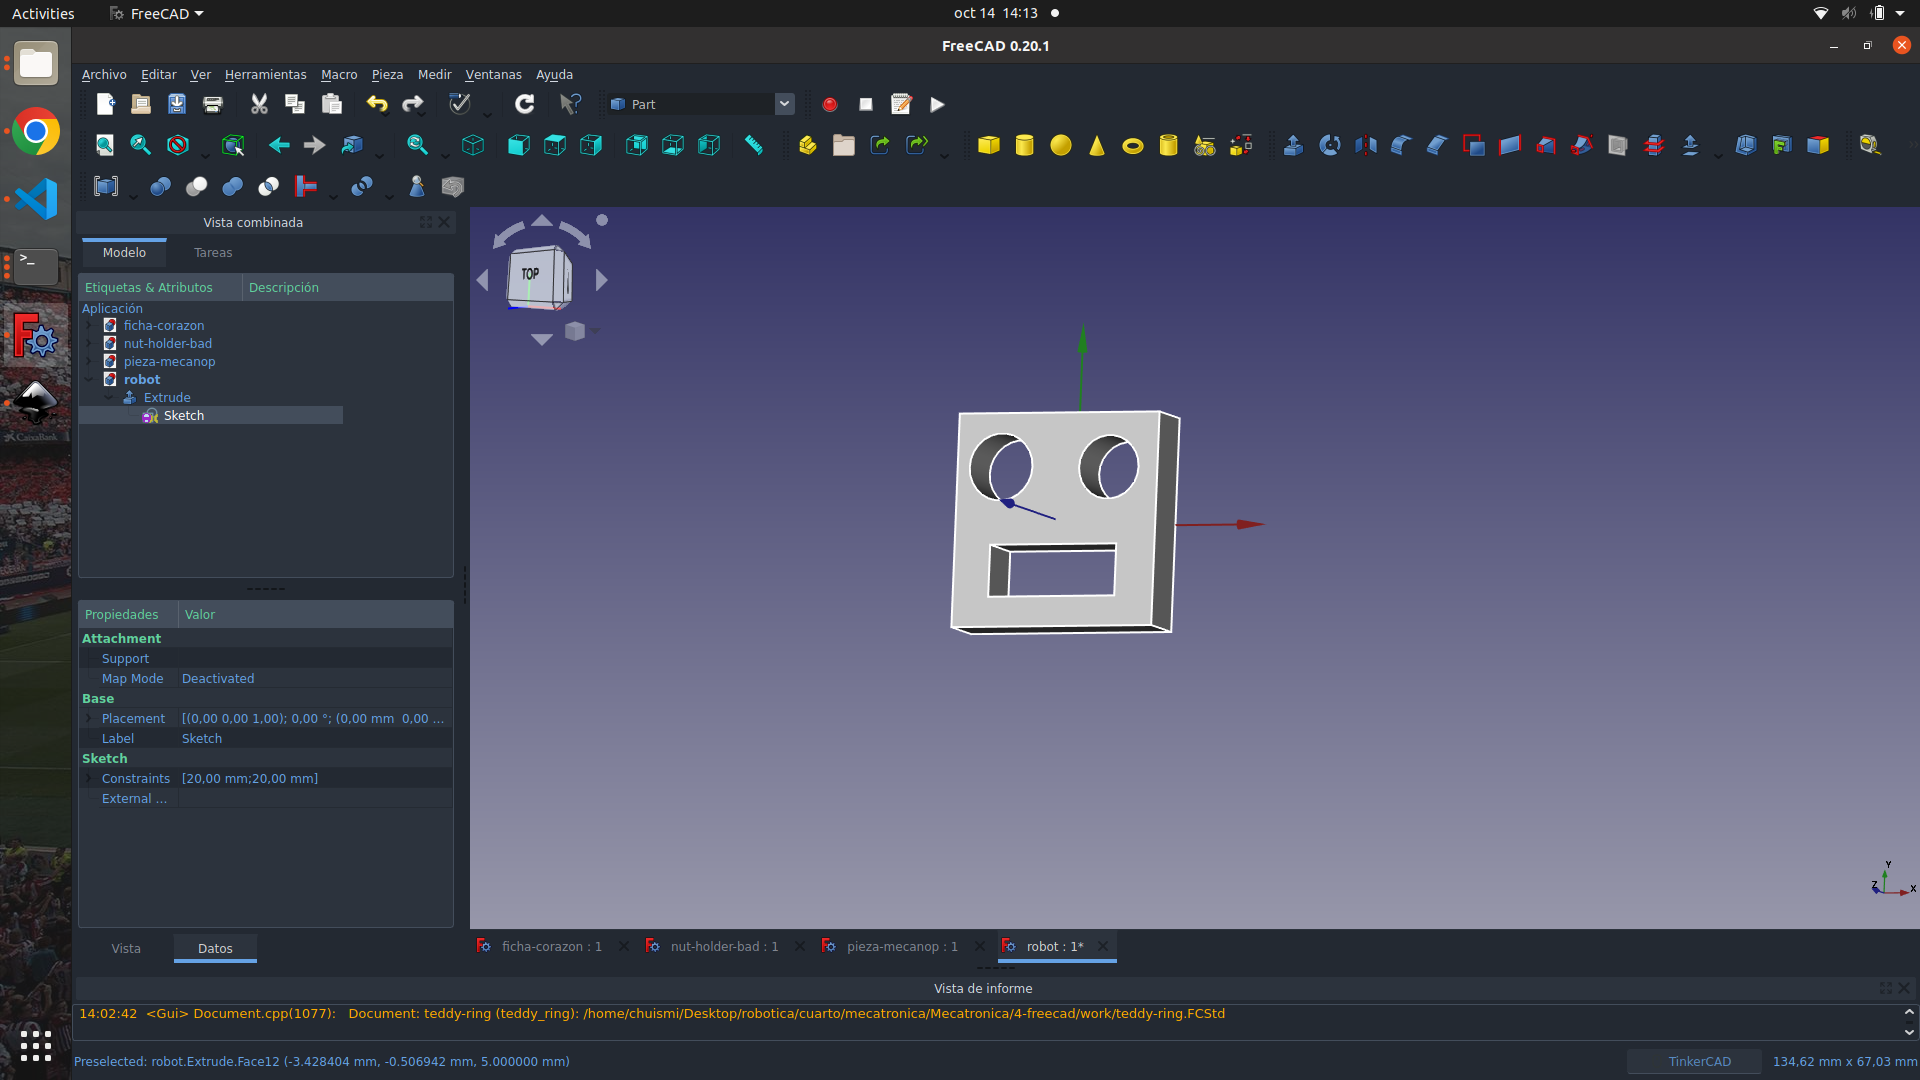 Activities FreeCAD oct 14 14:13
FreeCAD 0.20.1
Archivo Editar Ver Herramientas Macro Pieza Medir Ventanas Ayuda
Part
Vista combinada
Modelo Tareas
Etiquetas & Atributos Descripción
Aplicación
ficha-corazon
nut-holder-bad
pieza-mecanop
robot
Extrude
Sketch
TOP
Propiedades Valor
Attachment
Support
Map Mode Deactivated
Base
Placement [(0,00 0,00 1,00); 0,00 °; (0,00 mm 0,00 ...
Label Sketch
Sketch
Constraints [20,00 mm;20,00 mm]
External ...
Y
Z
X
Vista Datos
ficha-corazon : 1 nut-holder-bad : 1 pieza-mecanop : 1 robot : 1*
Vista de informe
14:02:42 <Gui> Document.cpp(1077): Document: teddy-ring (teddy_ring): /home/chuismi/Desktop/robotica/cuarto/mecatronica/Mecatronica/4-freecad/work/teddy-ring.FCStd
Preselected: robot.Extrude.Face12 (-3.428404 mm, -0.506942 mm, 5.000000 mm) TinkerCAD 134,62 mm x 67,03 mm
CaixaBank